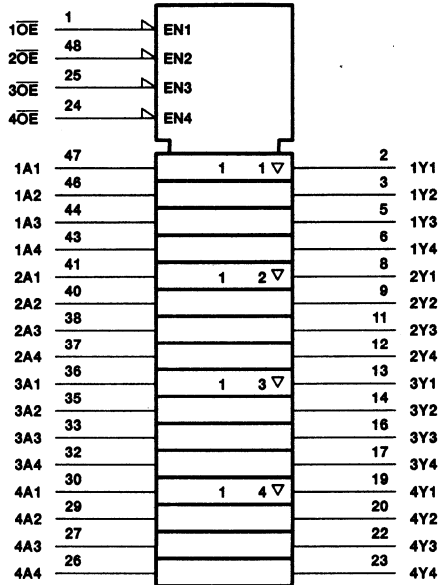 1O̅E̅ 1 EN1
2O̅E̅ 48 EN2
3O̅E̅ 25 EN3
4O̅E̅ 24 EN4
1A1 47 1 1 ▽ 2 1Y1
1A2 46 3 1Y2
1A3 44 5 1Y3
1A4 43 6 1Y4
2A1 41 1 2 ▽ 8 2Y1
2A2 40 9 2Y2
2A3 38 11 2Y3
2A4 37 12 2Y4
3A1 36 1 3 ▽ 13 3Y1
3A2 35 14 3Y2
3A3 33 16 3Y3
3A4 32 17 3Y4
4A1 30 1 4 ▽ 19 4Y1
4A2 29 20 4Y2
4A3 27 22 4Y3
4A4 26 23 4Y4